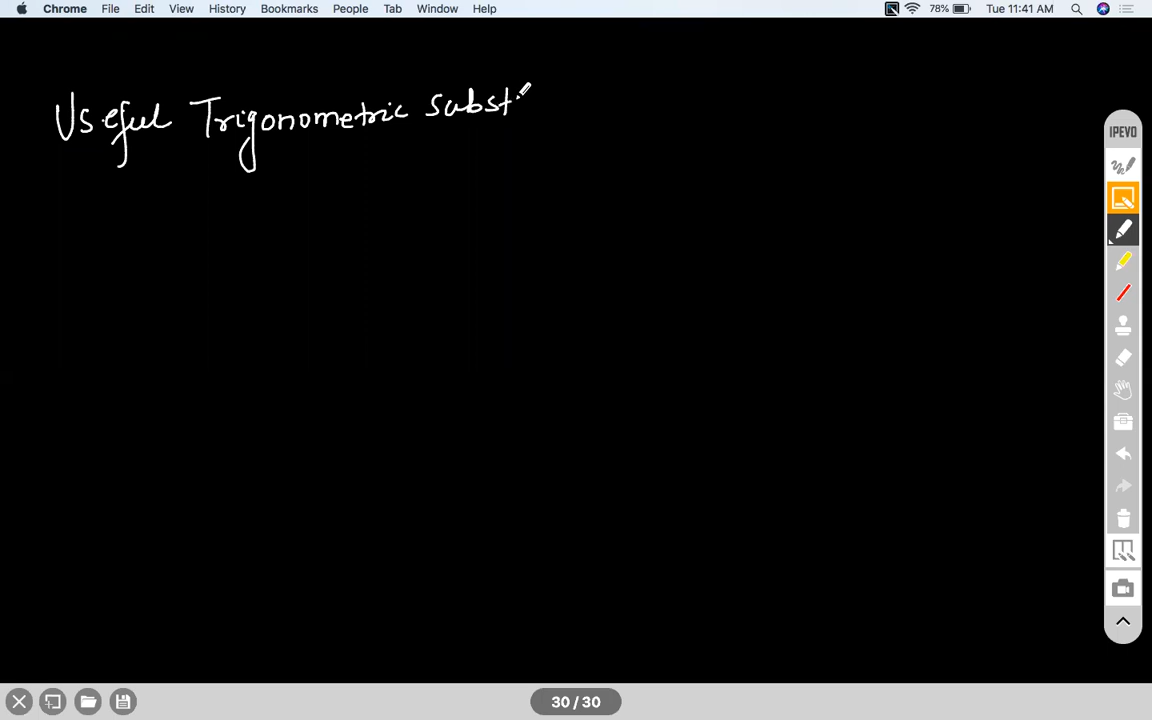 Chrome File Edit View History Bookmarks People Tab Window Help 78% Tue 11:41 AM
Useful Trigonometric subst
IPEVO
30 / 30